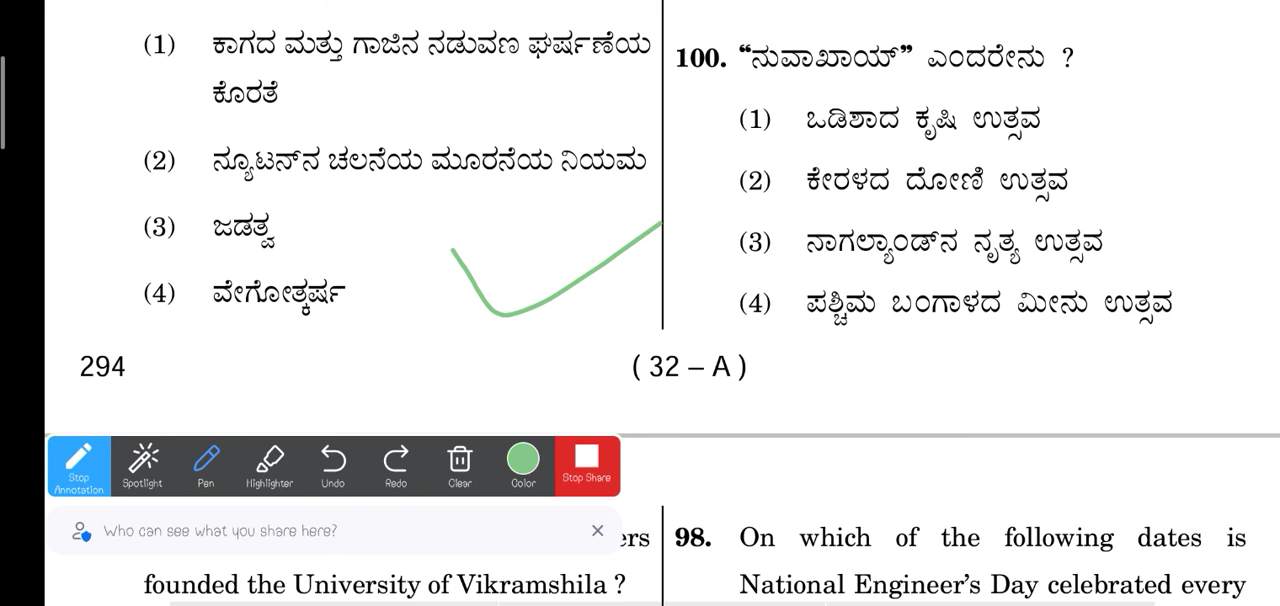 (1) ಕಾಗದ ಮತ್ತು ಗಾಜಿನ ನಡುವಣ ಘರ್ಷಣೆಯ
ಕೊರತೆ
(2) ನ್ಯೂಟನ್‌ನ ಚಲನೆಯ ಮೂರನೆಯ ನಿಯಮ
(3) ಜಡತ್ವ
(4) ವೇಗೋತ್ಕರ್ಷ
100. “ನುವಾಖಾಯ್” ಎಂದರೇನು ?
(1) ಒಡಿಶಾದ ಕೃಷಿ ಉತ್ಸವ
(2) ಕೇರಳದ ದೋಣಿ ಉತ್ಸವ
(3) ನಾಗಲ್ಯಾಂಡ್‌ನ ನೃತ್ಯ ಉತ್ಸವ
(4) ಪಶ್ಚಿಮ ಬಂಗಾಳದ ಮೀನು ಉತ್ಸವ
294
( 32 – A )
Stop Annotation
Spotlight
Pen
Highlighter
Undo
Redo
Clear
Color
Stop Share
Who can see what you share here?
founded the University of Vikramshila ?
98. On which of the following dates is
National Engineer's Day celebrated every